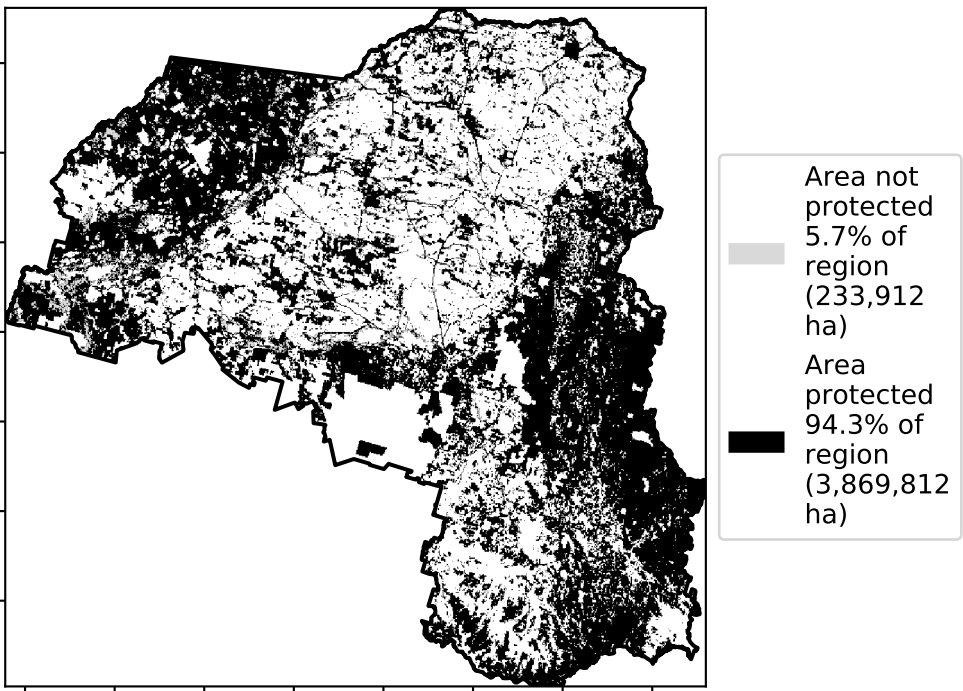 Area not
protected
5.7% of
region
(233,912
ha)
Area
protected
94.3% of
region
(3,869,812
ha)